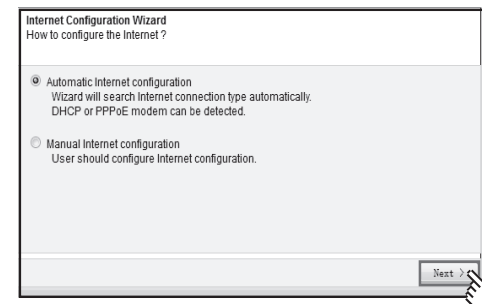 Internet Configuration Wizard
How to configure the Internet ?
Automatic Internet configuration
Wizard will search Internet connection type automatically.
DHCP or PPPoE modem can be detected.
Manual Internet configuration
User should configure Internet configuration.
Next >